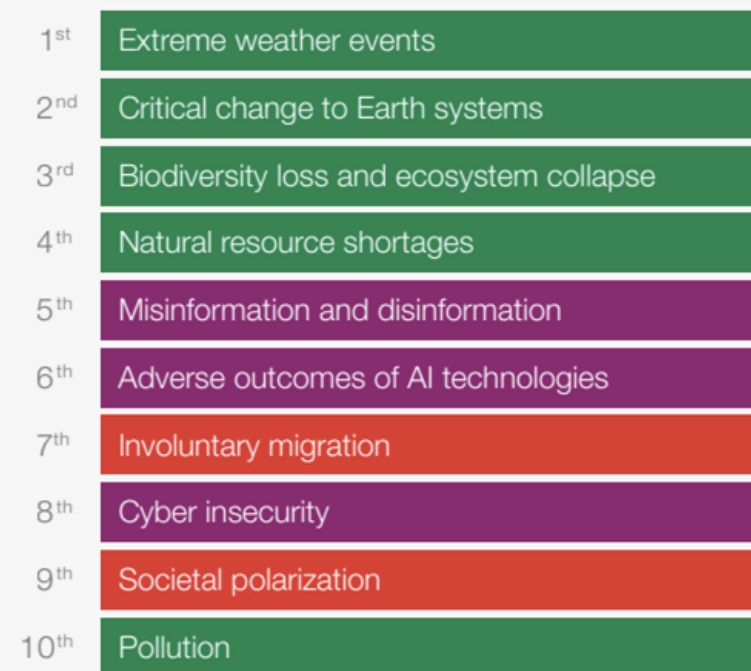 1st Extreme weather events
2nd Critical change to Earth systems
3rd Biodiversity loss and ecosystem collapse
4th Natural resource shortages
5th Misinformation and disinformation
6th Adverse outcomes of AI technologies
7th Involuntary migration
8th Cyber insecurity
9th Societal polarization
10th Pollution